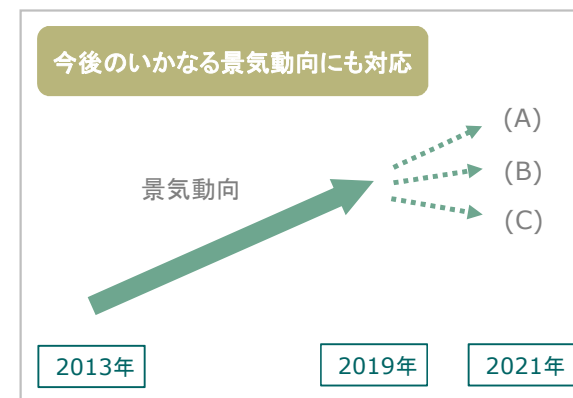 今後のいかなる景気動向にも対応
(A)
景気動向
(B)
(C)
2013年
2019年
2021年